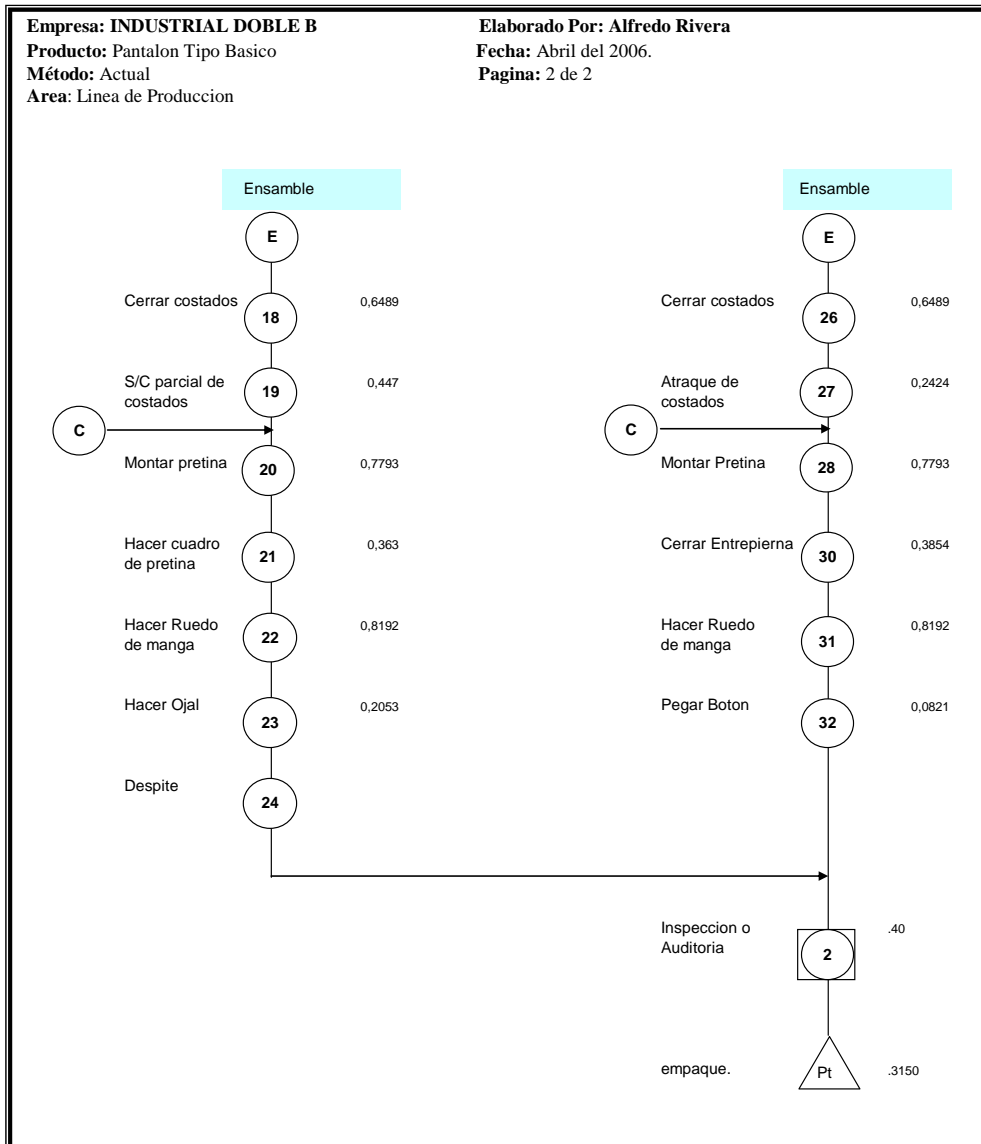 Empresa: INDUSTRIAL DOBLE B
Elaborado Por: Alfredo Rivera
Producto: Pantalon Tipo Basico
Fecha: Abril del 2006.
Método: Actual
Pagina: 2 de 2
Area: Linea de Produccion
Ensamble
E
Cerrar costados
18
0,6489
S/C parcial de
costados
19
0,447
C
Montar pretina
20
0,7793
Hacer cuadro
de pretina
21
0,363
Hacer Ruedo
de manga
22
0,8192
Hacer Ojal
23
0,2053
Despite
24
Ensamble
E
Cerrar costados
26
0,6489
Atraque de
costados
27
0,2424
C
Montar Pretina
28
0,7793
Cerrar Entrepierna
30
0,3854
Hacer Ruedo
de manga
31
0,8192
Pegar Boton
32
0,0821
Inspeccion o
Auditoria
2
.40
empaque.
Pt
.3150